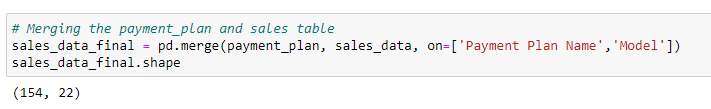 # Merging the payment_plan and sales table
sales_data_final = pd.merge(payment_plan, sales_data, on=['Payment Plan Name','Model'])
sales_data_final.shape
(154, 22)